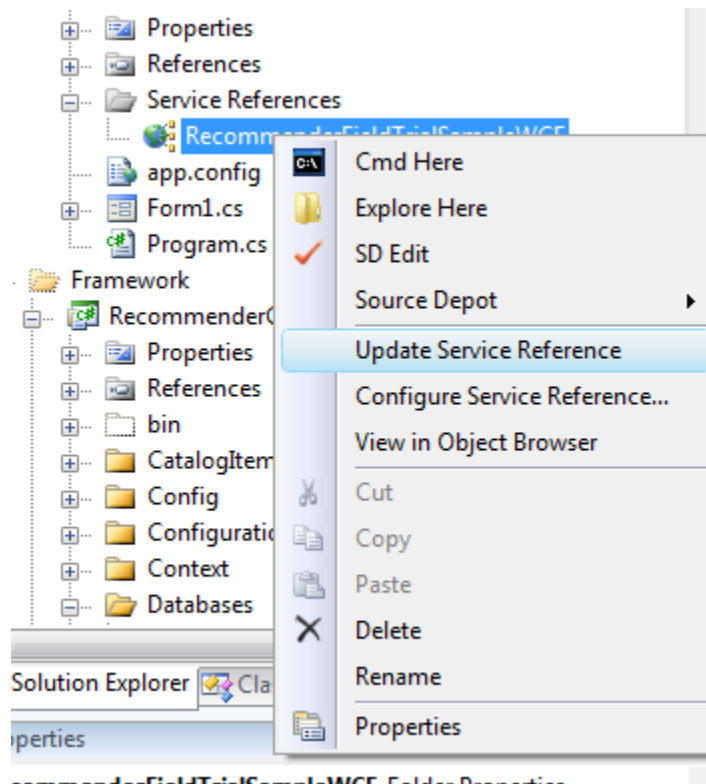 Properties
References
Service References
app.config
Form1.cs
Program.cs
Framework
Properties
References
bin
Config
Context
Databases
Solution Explorer
Cmd Here
Explore Here
SD Edit
Source Depot
Update Service Reference
Configure Service Reference...
View in Object Browser
Cut
Copy
Paste
Delete
Rename
Properties
Folder Properties